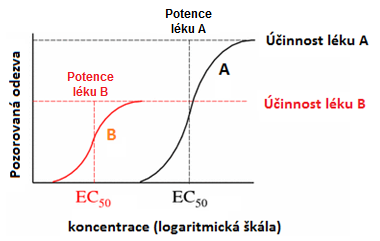 Potence
léku A
Účinnost léku A
A
Potence
léku B
Účinnost léku B
B
Pozorovaná odezva
EC50
EC50
koncentrace (logaritmická škála)